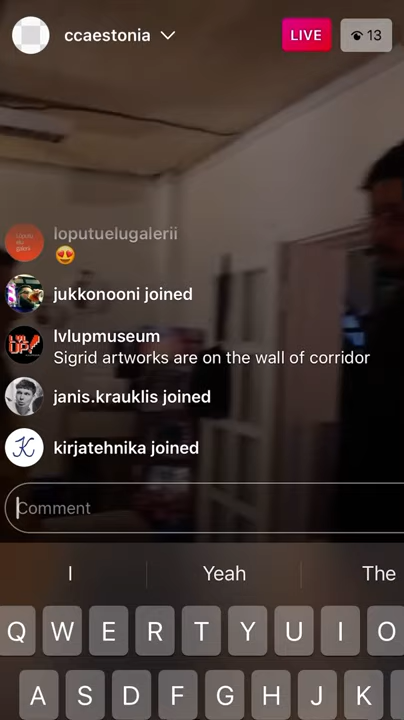 ccaestonia
LIVE
13
loputuelugalerii
😍
jukkonooni joined
lvlupmuseum
Sigrid artworks are on the wall of corridor
janis.krauklis joined
kirjatehnika joined
Comment
I Yeah The
Q W E R T Y U I O
A S D F G H J K